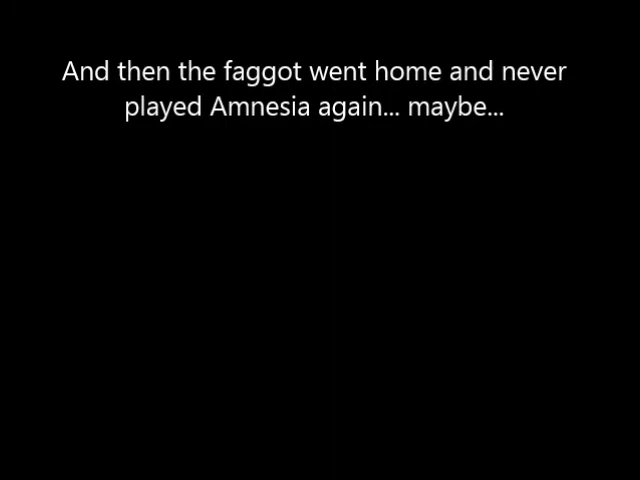 And then the faggot went home and never
played Amnesia again... maybe...